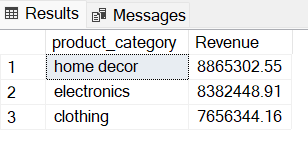 Results Messages
product_category Revenue
1 home decor 8865302.55
2 electronics 8382448.91
3 clothing 7656344.16